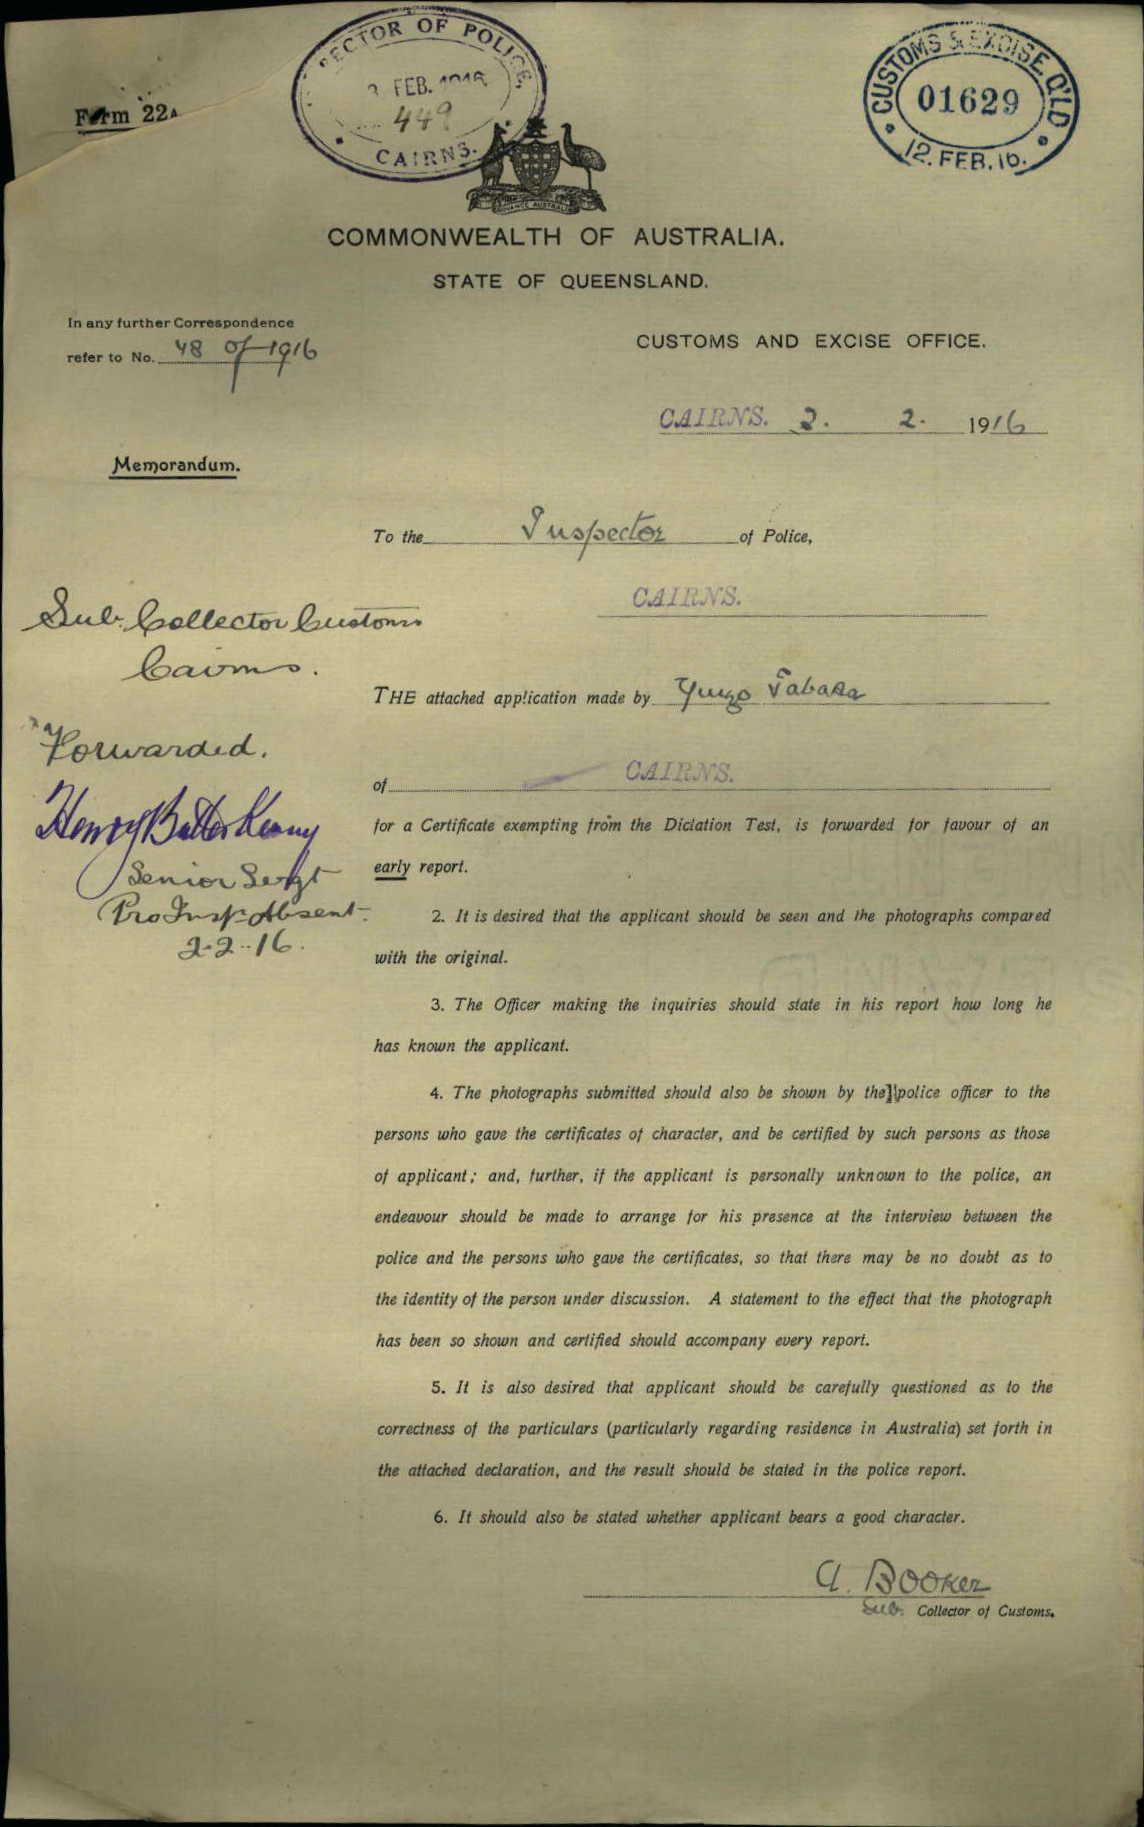 Form 22A
INSPECTOR OF POLICE,
FEB. 1916
449
CAIRNS.
CUSTOMS & EXCISE, Q'LD
01629
12. FEB. 16.
ADVANCE AUSTRALIA
COMMONWEALTH OF AUSTRALIA.
STATE OF QUEENSLAND.
In any further Correspondence
refer to No. 48 of 1916
CUSTOMS AND EXCISE OFFICE.
CAIRNS. 2. 2. 1916
Memorandum.
To the Inspector of Police,
CAIRNS.
Sub. Collector Customs
Cairns.
Forwarded.
Henry
Senior Sergt
Pro Insp. Absent.
2-2-16.
THE attached application made by Yuzo Tabata
of CAIRNS.
for a Certificate exempting from the Dictation Test, is forwarded for favour of an
early report.
2. It is desired that the applicant should be seen and the photographs compared
with the original.
3. The Officer making the inquiries should state in his report how long he
has known the applicant.
4. The photographs submitted should also be shown by the police officer to the
persons who gave the certificates of character, and be certified by such persons as those
of applicant; and, further, if the applicant is personally unknown to the police, an
endeavour should be made to arrange for his presence at the interview between the
police and the persons who gave the certificates, so that there may be no doubt as to
the identity of the person under discussion. A statement to the effect that the photograph
has been so shown and certified should accompany every report.
5. It is also desired that applicant should be carefully questioned as to the
correctness of the particulars (particularly regarding residence in Australia) set forth in
the attached declaration, and the result should be stated in the police report.
6. It should also be stated whether applicant bears a good character.
A. Booker
Sub. Collector of Customs.